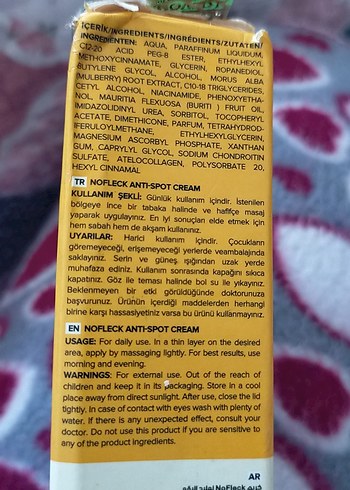 İÇERİK/INGREDIENTS/INGRÉDIENTS/ZUTATEN/
INGREDIËNTEN: AQUA, PARAFFINUM LIQUIDUM,
C12-20 ACID PEG-8 ESTER, ETHYLHEXYL
METHOXYCINNAMATE, GLYCERIN, PROPANEDIOL,
BUTYLENE GLYCOL, ALCOHOL, MORUS ALBA
(MULBERRY) ROOT EXTRACT, C10-18 TRIGLYCERIDES,
CETYL ALCOHOL, NIACINAMIDE, PHENOXYETHA-
NOL, MAURITIA FLEXUOSA (BURITI) FRUIT OIL,
IMIDAZOLIDINYL UREA, SORBITOL, TOCOPHERYL
ACETATE, DIMETHICONE, PARFUM, TETRAHYDROD-
IFERULOYLMETHANE, ETHYLHEXYLGLYCERIN,
MAGNESIUM ASCORBYL PHOSPHATE, XANTHAN
GUM, CAPRYLYL GLYCOL, SODIUM CHONDROITIN
SULFATE, ATELOCOLLAGEN, POLYSORBATE 20,
HEXYL CINNAMAL
TR NOFLECK ANTI-SPOT CREAM
KULLANIM ŞEKLİ: Günlük kullanım içindir. İstenilen
bölgeye ince bir tabaka halinde ve hafifçe masaj
yaparak uygulayınız. En iyi sonuçları elde etmek için
hem sabah hem de akşam kullanınız.
UYARILAR: Harici kullanım içindir. Çocukların
göremeyeceği, erişemeyeceği yerlerde ve ambalajında
saklayınız. Serin ve güneş ışığından uzak yerde
muhafaza ediniz. Kullanım sonrasında kapağını sıkıca
kapatınız. Göz ile teması halinde bol su ile yıkayınız.
Beklenmeyen bir etki görüldüğünde doktorunuza
başvurunuz. Ürünün içerdiği maddelerden herhangi
birine karşı hassasiyetiniz varsa bu ürünü kullanmayınız.
EN NOFLECK ANTI-SPOT CREAM
USAGE: For daily use. In a thin layer on the desired
area, apply by massaging lightly. For best results, use
morning and evening.
WARNINGS: For external use. Out of the reach of
children and keep it in its packaging. Store in a cool
place away from direct sunlight. After use, close the lid
tightly. In case of contact with eyes wash with plenty of
water. If there is any unexpected effect, consult your
doctor. Do not use this product if you are sensitive to
any of the product ingredients.
AR